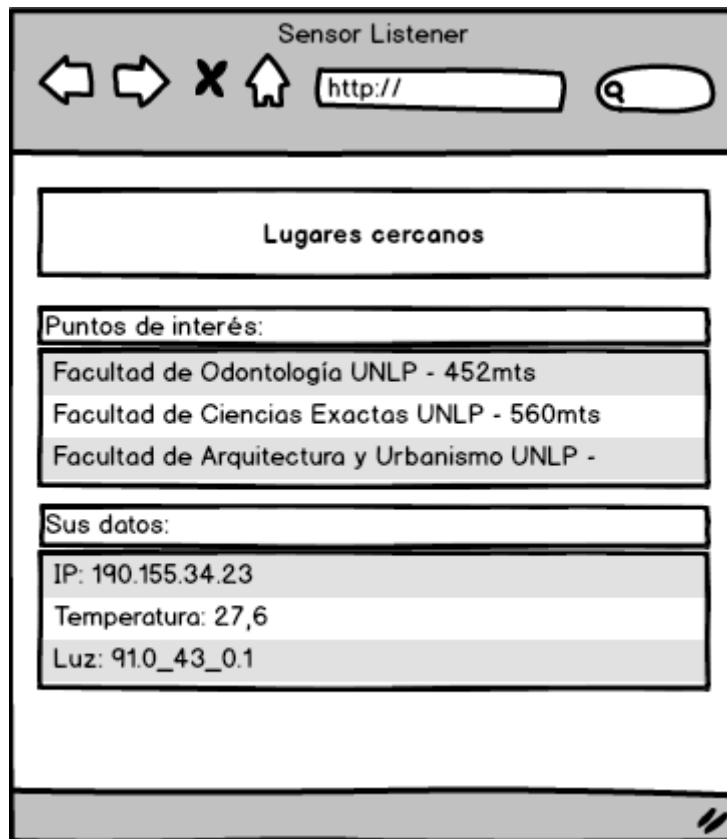 Sensor Listener
http://
Lugares cercanos
Puntos de interés:
Facultad de Odontología UNLP - 452mts
Facultad de Ciencias Exactas UNLP - 560mts
Facultad de Arquitectura y Urbanismo UNLP -
Sus datos:
IP: 190.155.34.23
Temperatura: 27,6
Luz: 91.0_43_0.1